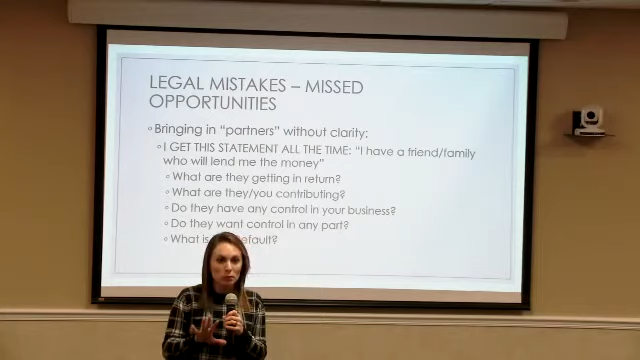 LEGAL MISTAKES – MISSED
OPPORTUNITIES
Bringing in “partners” without clarity:
I GET THIS STATEMENT ALL THE TIME: “I have a friend/family
who will lend me the money”
What are they getting in return?
What are they/you contributing?
Do they have any control in your business?
Do they want control in any part?
What is efault?